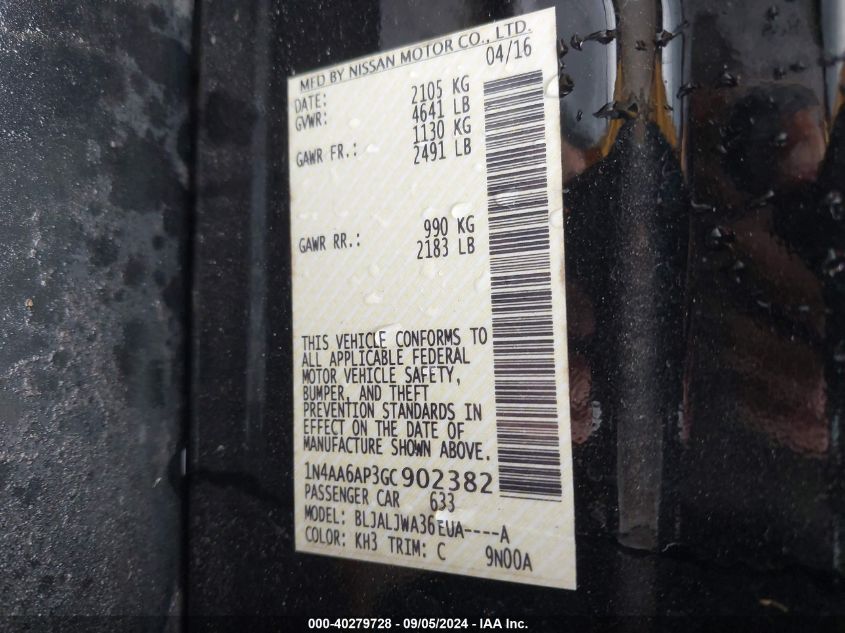 MFD BY NISSAN MOTOR CO., LTD.
DATE: 04/16
GVWR: 2105 KG
4641 LB
GAWR FR.: 1130 KG
2491 LB
GAWR RR.: 990 KG
2183 LB
THIS VEHICLE CONFORMS TO
ALL APPLICABLE FEDERAL
MOTOR VEHICLE SAFETY,
BUMPER, AND THEFT
PREVENTION STANDARDS IN
EFFECT ON THE DATE OF
MANUFACTURE SHOWN ABOVE.
1N4AA6AP3GC902382
PASSENGER CAR 633
MODEL: BLJALJWA36EUA----A
COLOR: KH3 TRIM: C 9N00A
000-40279728 - 09/05/2024 - IAA Inc.